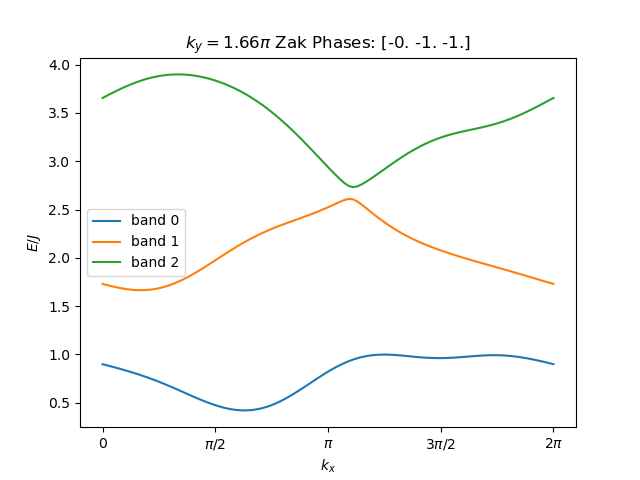 $k_y = 1.66\pi$ Zak Phases: [-0. -1. -1.]
4.0
3.5
3.0
2.5
2.0
1.5
1.0
0.5
E/J
band 0
band 1
band 2
0
π/2
π
3π/2
2π
$k_x$